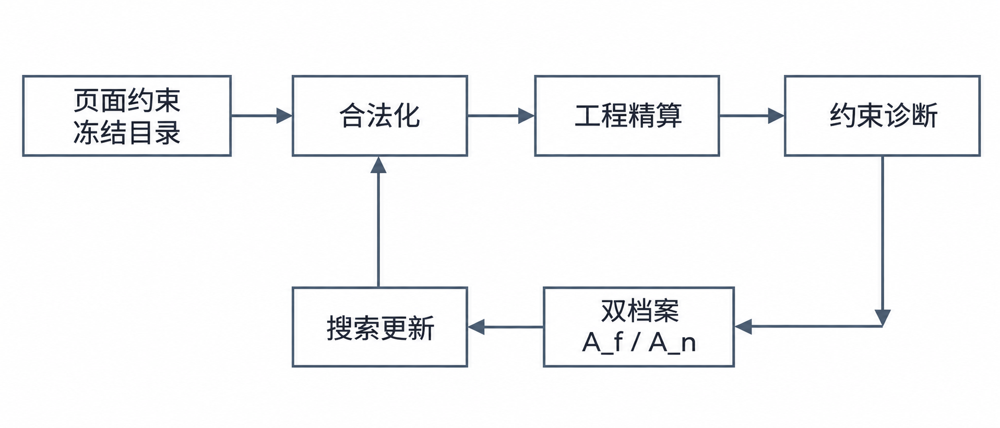 页面约束
冻结目录
合法化
工程精算
约束诊断
搜索更新
双档案
A_f / A_n